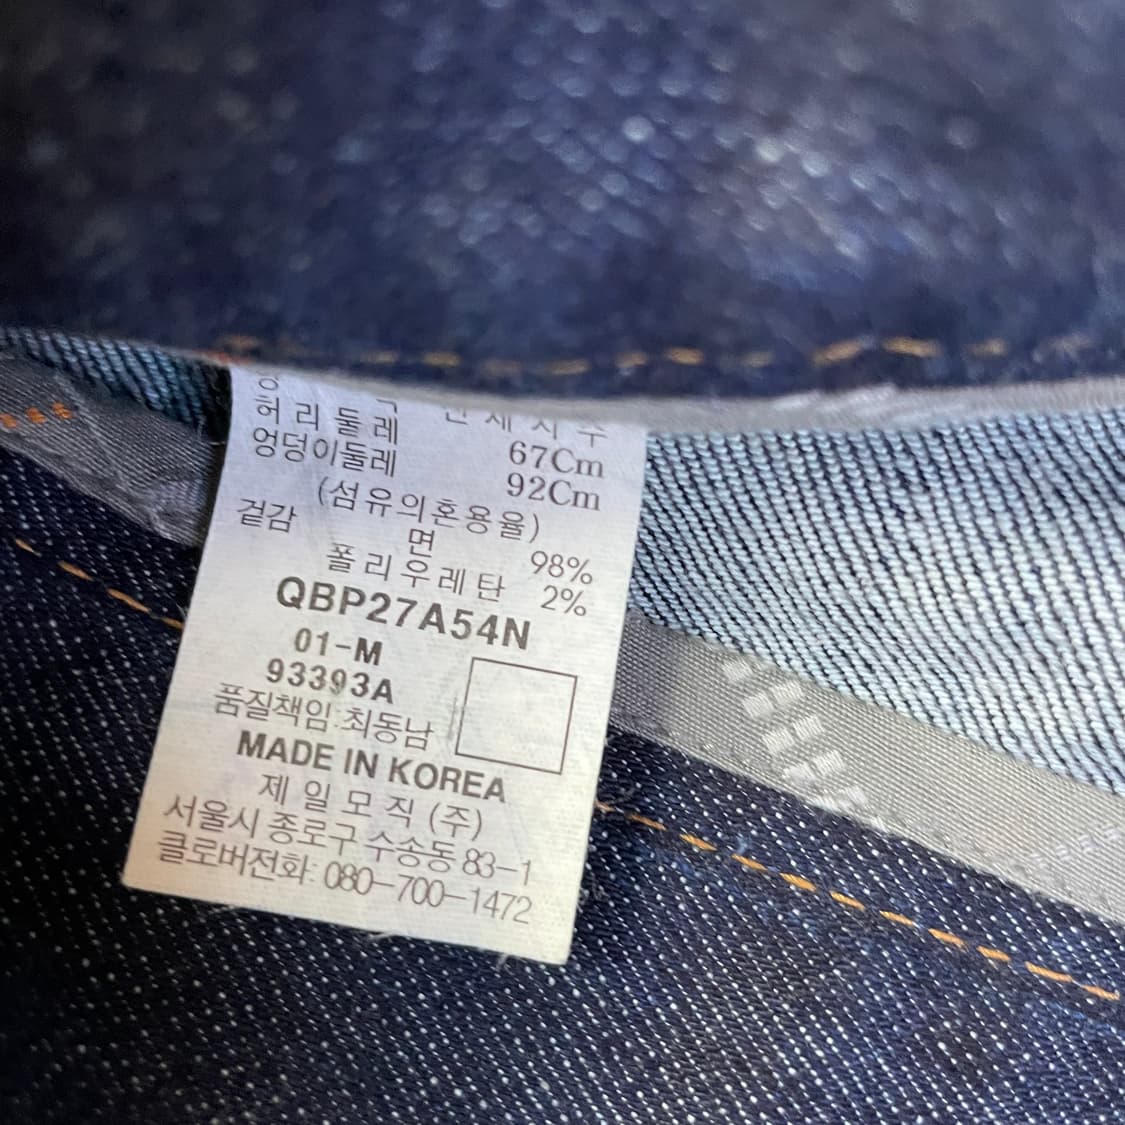 허리둘레 67Cm
엉덩이둘레 92Cm
(섬유의혼용율)
겉감 면 98%
폴리우레탄 2%
QBP27A54N
01-M
93393A
품질책임:최동남
MADE IN KOREA
제일모직(주)
서울시 종로구 수송동 83-1
클로버전화: 080-700-1472